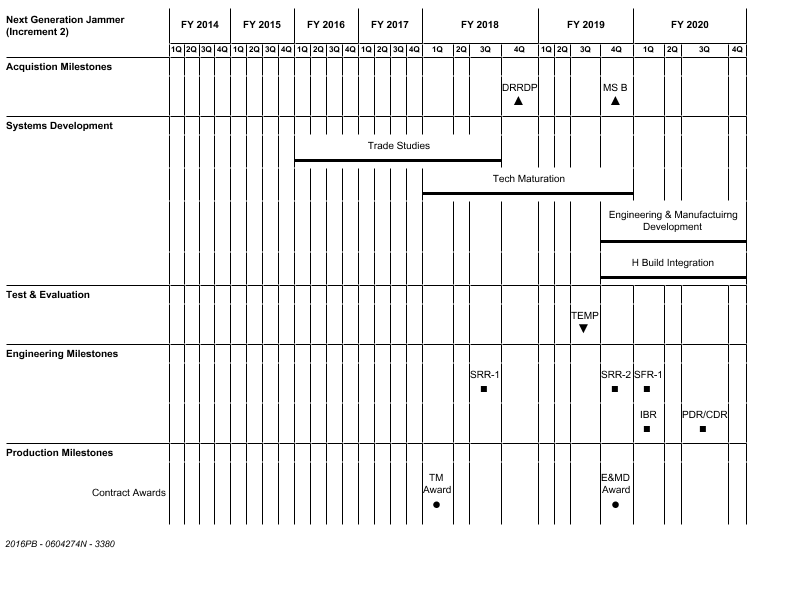 Next Generation Jammer
(Increment 2)
FY 2014 FY 2015 FY 2016 FY 2017 FY 2018 FY 2019 FY 2020
1Q 2Q 3Q 4Q 1Q 2Q 3Q 4Q 1Q 2Q 3Q 4Q 1Q 2Q 3Q 4Q 1Q 2Q 3Q 4Q 1Q 2Q 3Q 4Q 1Q 2Q 3Q 4Q
Acquistion Milestones
DRRDP MS B
Systems Development
Trade Studies
Tech Maturation
Engineering & Manufactuirng
Development
H Build Integration
Test & Evaluation
TEMP
Engineering Milestones
SRR-1 SRR-2 SFR-1
IBR PDR/CDR
Production Milestones
TM E&MD
Contract Awards Award Award
2016PB - 0604274N - 3380